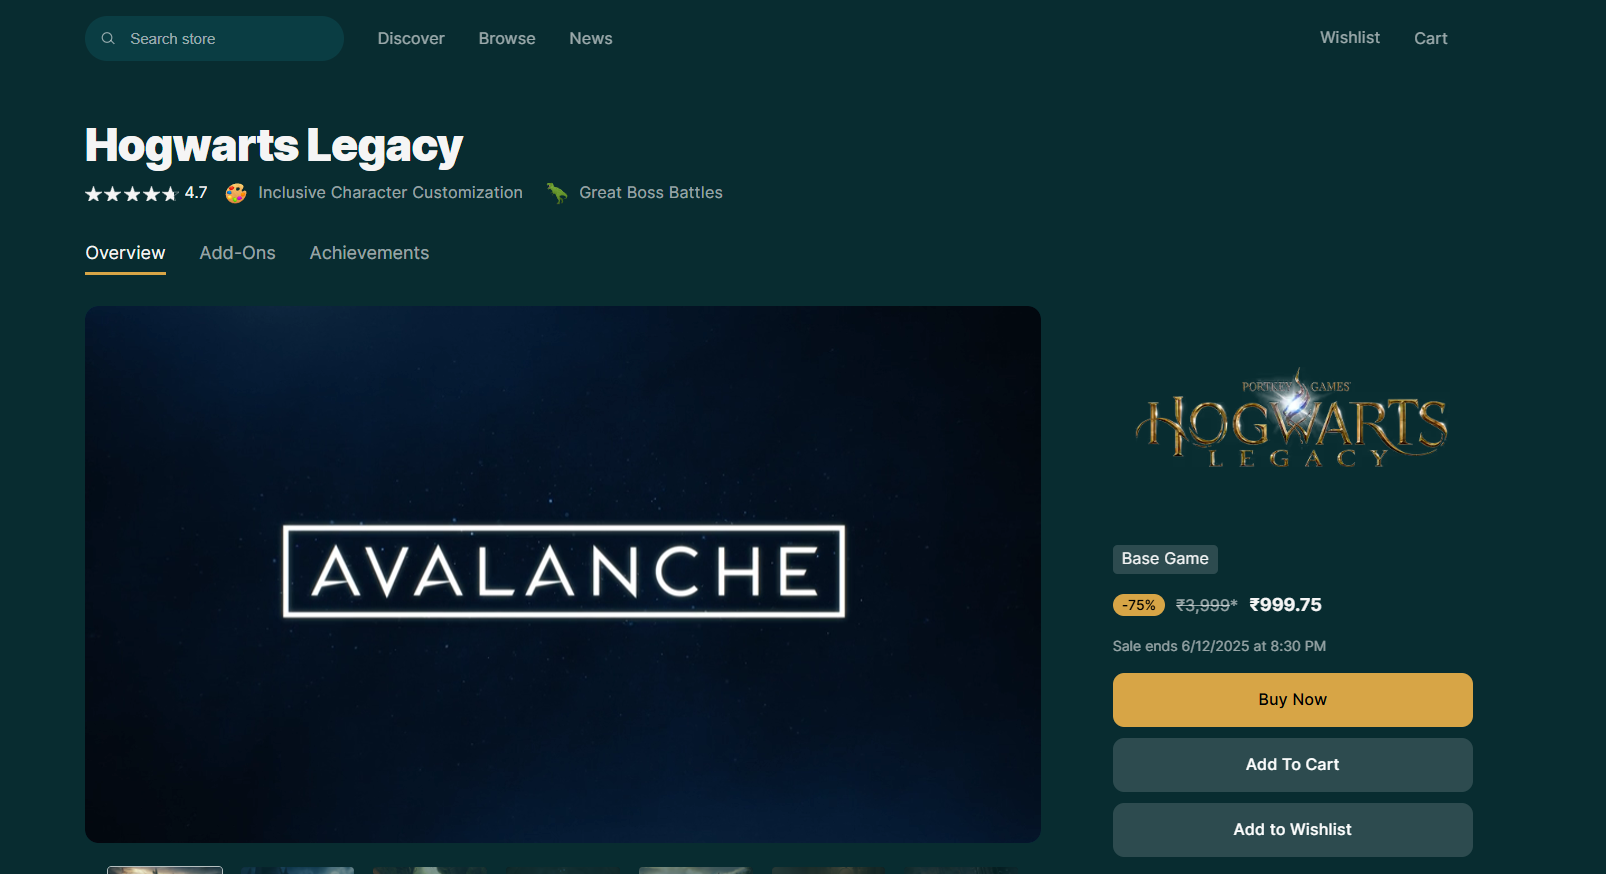 Search store
Discover
Browse
News
Wishlist
Cart
Hogwarts Legacy
4.7
Inclusive Character Customization
Great Boss Battles
Overview
Add-Ons
Achievements
AVALANCHE
PORTKEY GAMES
HOGWARTS
LEGACY
Base Game
-75% ₹3,999* ₹999.75
Sale ends 6/12/2025 at 8:30 PM
Buy Now
Add To Cart
Add to Wishlist